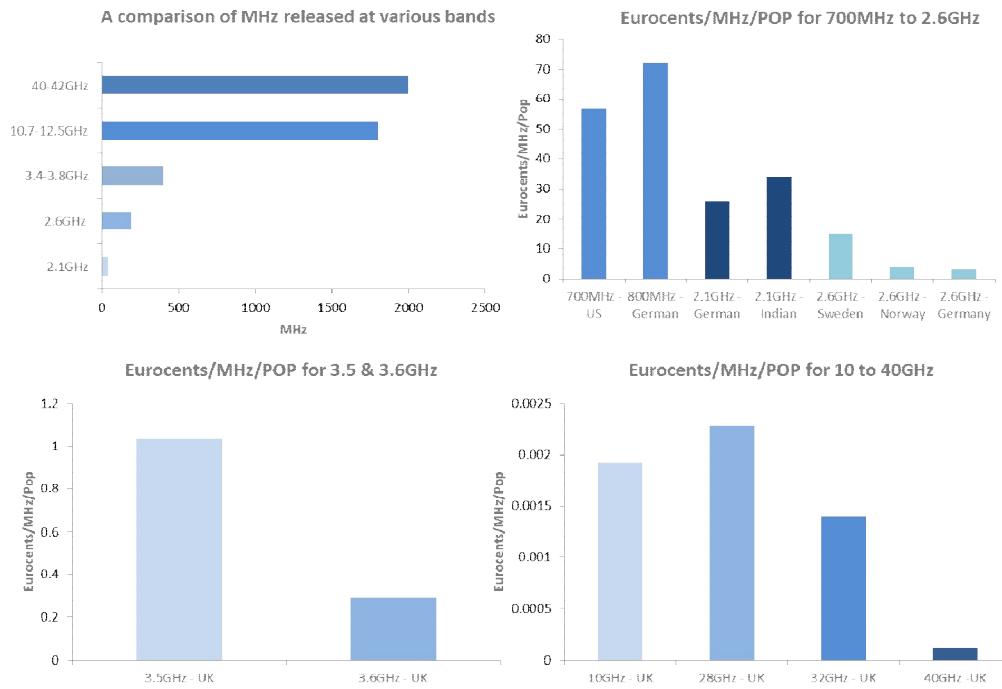 A comparison of MHz released at various bands
40-42GHz
10.7-12.5GHz
3.4-3.8GHz
2.6GHz
2.1GHz
0 500 1000 1500 2000 2500
MHz
Eurocents/MHz/POP for 700MHz to 2.6GHz
Eurocents/MHz/Pop
80
70
60
50
40
30
20
10
0
700MHz - 800MHz - 2.1GHz - 2.1GHz - 2.6GHz - 2.6GHz - 2.6GHz -
US German German Indian Sweden Norway Germany
Eurocents/MHz/POP for 3.5 & 3.6GHz
Eurocents/MHz/Pop
1.2
1
0.8
0.6
0.4
0.2
0
3.5GHz - UK 3.6GHz - UK
Eurocents/MHz/POP for 10 to 40GHz
Eurocents/MHz/Pop
0.0025
0.002
0.0015
0.001
0.0005
0
10GHz - UK 28GHz - UK 32GHz - UK 40GHz -UK